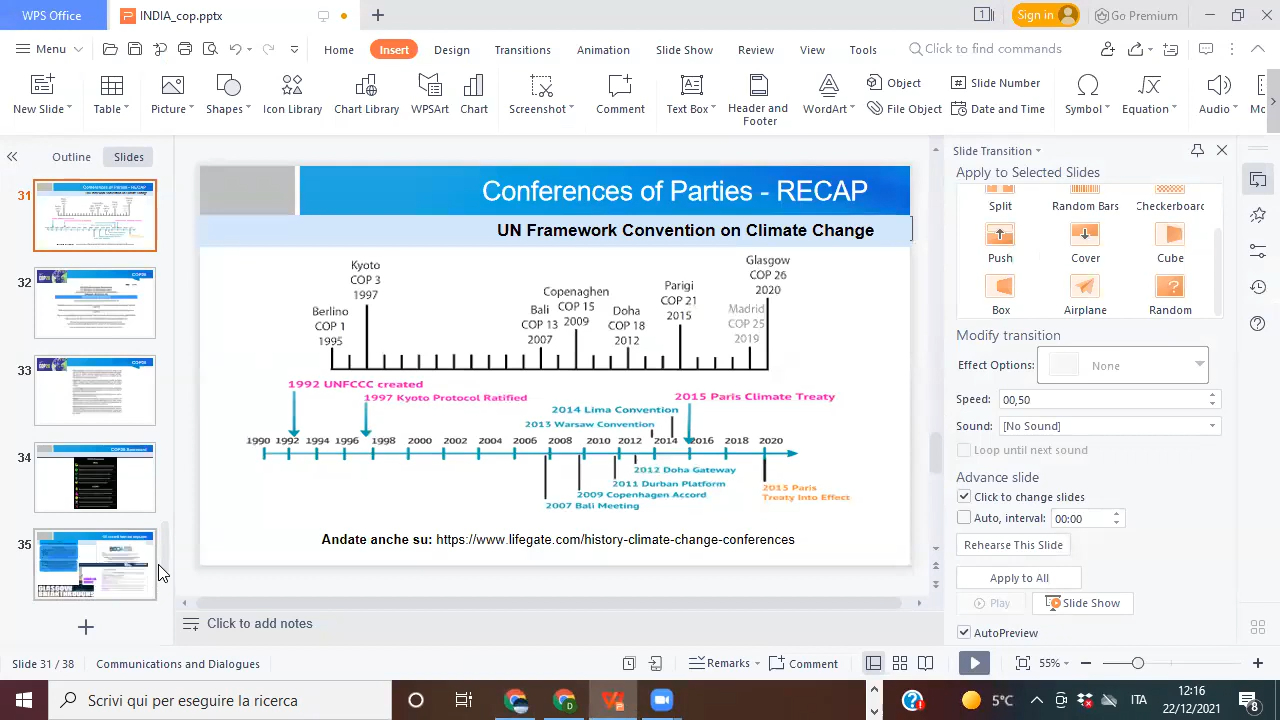 WPS Office
INDIA_cop.pptx
Sign in
Go Premium
Menu
Home
Insert
Design
Transitions
Animation
Slide Show
Review
View
Tools
Click to find commands
New Slide
Table
Picture
Shapes
Icon Library
Chart Library
WPSArt
Chart
Screenshot
Comment
Text Box
Header and Footer
WordArt
Object
File Object
Slide Number
Date and Time
Symbol
Equation
Audio
Outline
Slides
31
32
33
34
35
Conferences of Parties - RECAP
UN Framework Convention on Climate Change
Berlino
COP 1
1995
Kyoto
COP 3
1997
Bali
COP 13
2007
Copenaghen
COP 15
2009
Doha
COP 18
2012
Parigi
COP 21
2015
Madrid
COP 25
2019
Glasgow
COP 26
2020
1992 UNFCCC created
1997 Kyoto Protocol Ratified
2015 Paris Climate Treaty
2014 Lima Convention
2013 Warsaw Convention
1990 1992 1994 1996 1998 2000 2002 2004 2006 2008 2010 2012 2014 2016 2018 2020
2012 Doha Gateway
2011 Durban Platform
2009 Copenhagen Accord
2007 Bali Meeting
2015 Paris
Treaty Into Effect
Andate anche su: https://www.lifegate.com/history-climate-change-conferences
Click to add notes
Slide Transition
Apply to Selected Slides
Split
Random Bars
Checkerboard
Push
Cover
Cube
Box
Airplane
Random
Modify transition
Effect Options:
None
Speed:
00,50
Sound:
[No Sound]
Loop until next sound
Advance slide
Click to change slides
Auto, interval:
00:00
Rehearse This Slide
Apply to All
Play
Slide Show
AutoPreview
Slide 31 / 38
Communications and Dialogues
Remarks
Comment
55%
Scrivi qui per eseguire la ricerca
5°C
ITA
12:16
22/12/2021